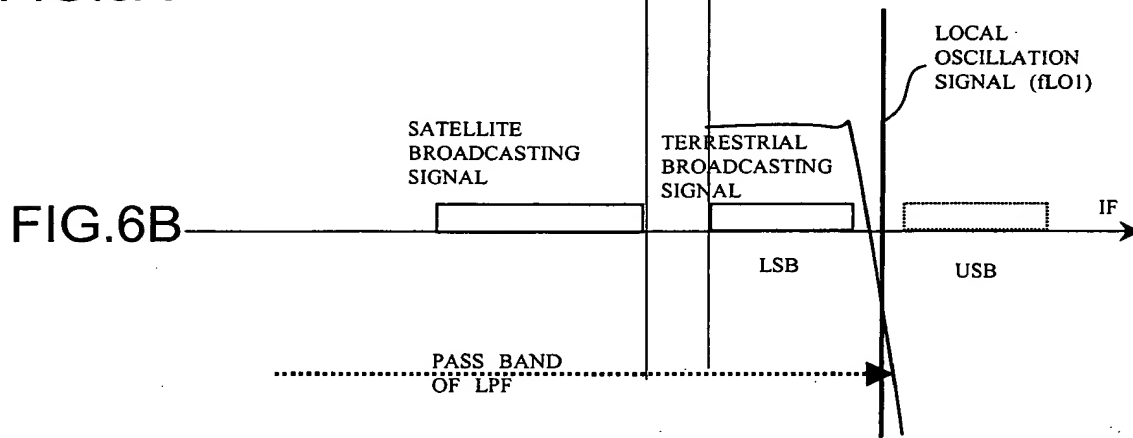 LOCAL
OSCILLATION
SIGNAL (fLO1)
SATELLITE
BROADCASTING
SIGNAL
TERRESTRIAL
BROADCASTING
SIGNAL
FIG.6B
IF
LSB
USB
PASS BAND
OF LPF